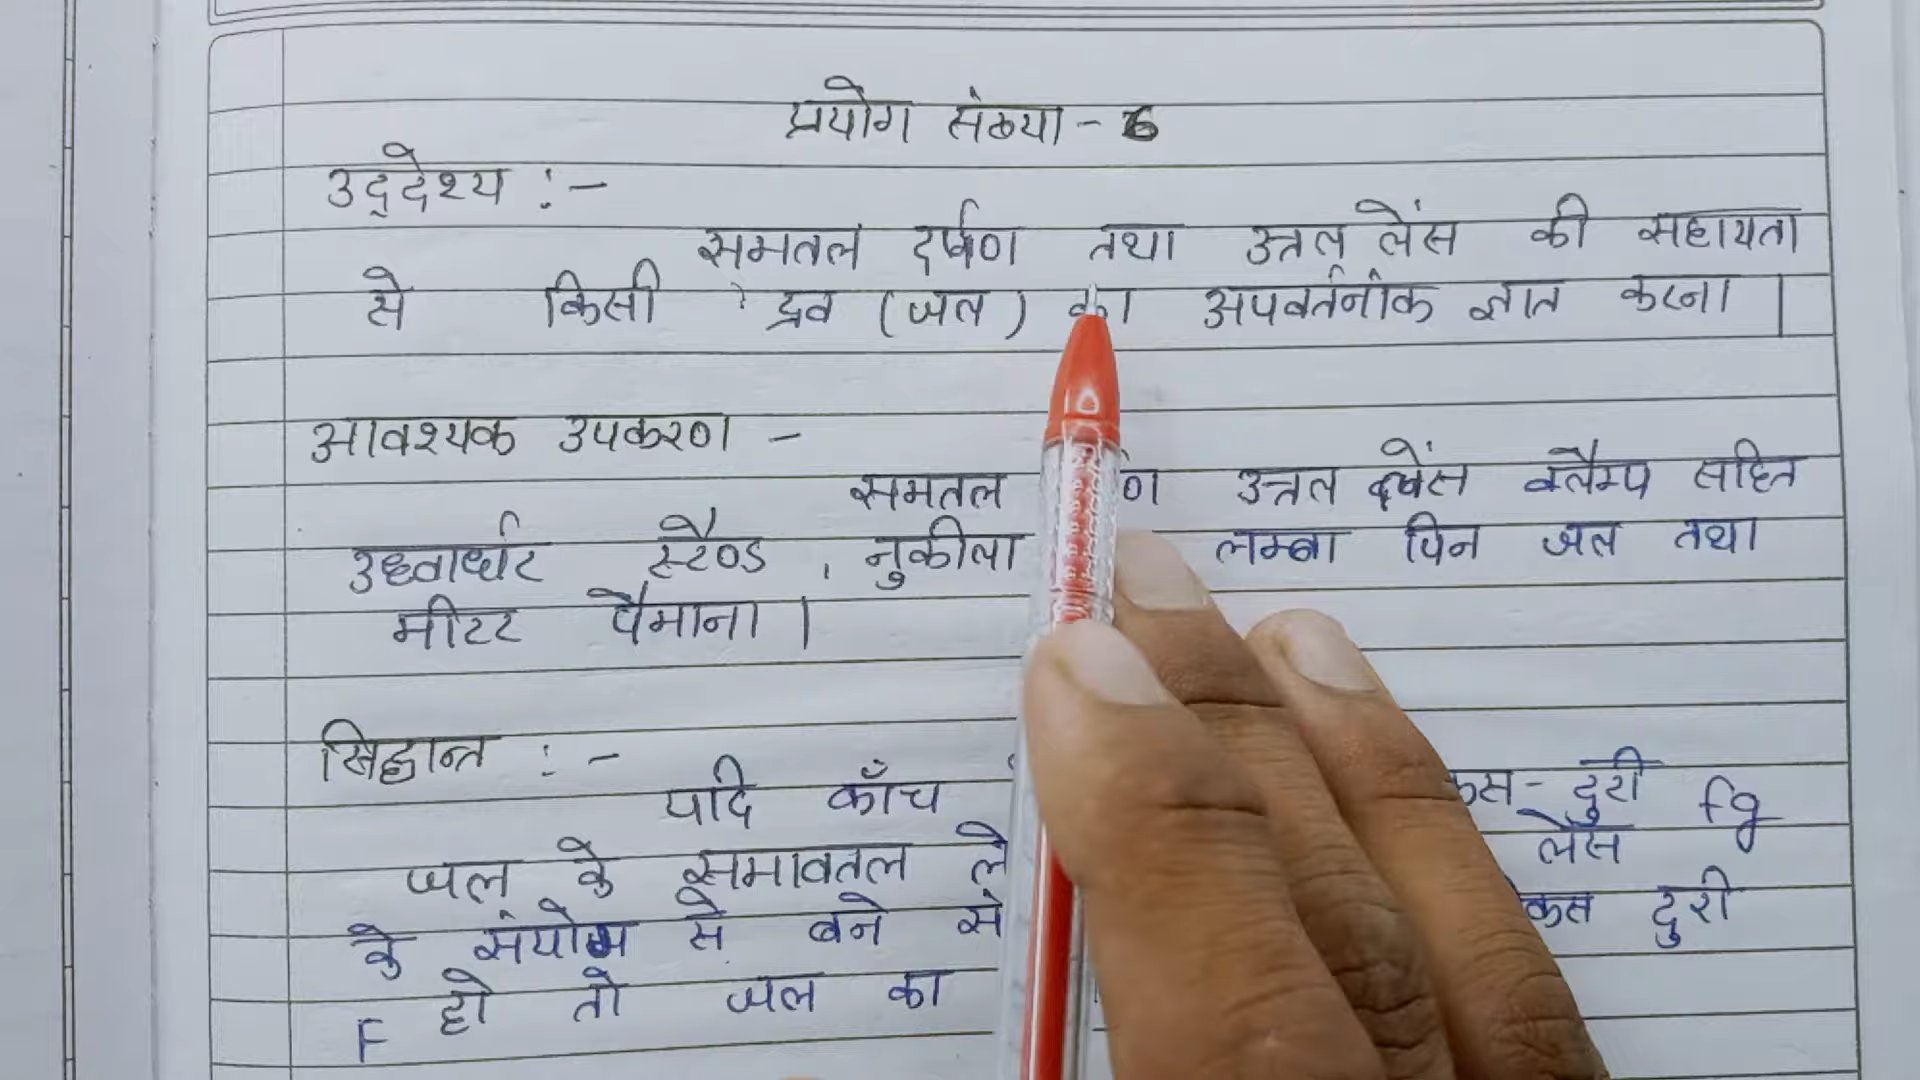 प्रयोग संख्या - 6
उद्देश्य :-
समतल दर्पण तथा उत्तल लेंस की सहायता
से किसी द्रव (जल) का अपवर्तनांक ज्ञात करना |
आवश्यक उपकरण -
समतल उत्तल लेंस क्लैम्प सहित
उध्वार्धर स्टैण्ड , नुकीला लम्बा पिन जल तथा
मीटर पैमाना |
सिद्धान्त :-
यदि काँच दुरी fg
जल के समावतल लेंस
के संयोग से बने दुरी
F हो तो जल का